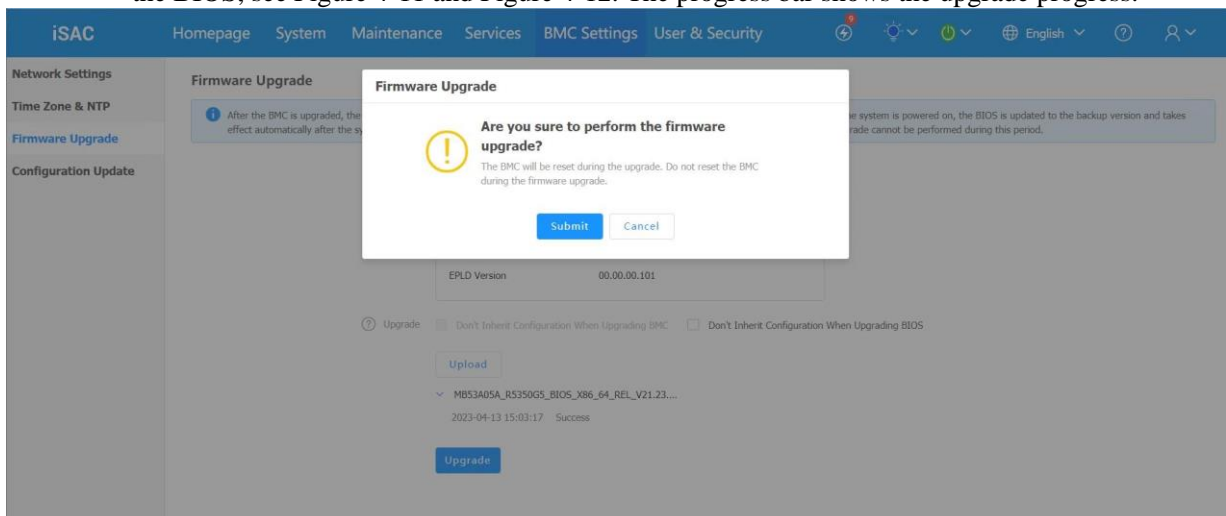 the BIOS, see Figure 4-11 and Figure 4-12. The progress bar shows the upgrade progress.
iSAC Homepage System Maintenance Services BMC Settings User & Security English
Network Settings
Time Zone & NTP
Firmware Upgrade
Configuration Update
Firmware Upgrade
After the BMC is upgraded, the
effect automatically after the sy
e system is powered on, the BIOS is updated to the backup version and takes
rade cannot be performed during this period.
Firmware Upgrade
Are you sure to perform the firmware
upgrade?
The BMC will be reset during the upgrade. Do not reset the BMC
during the firmware upgrade.
Submit Cancel
EPLD Version 00.00.00.101
Upgrade Don't Inherit Configuration When Upgrading BMC Don't Inherit Configuration When Upgrading BIOS
Upload
MB53A05A_R5350G5_BIOS_X86_64_REL_V21.23....
2023-04-13 15:03:17 Success
Upgrade